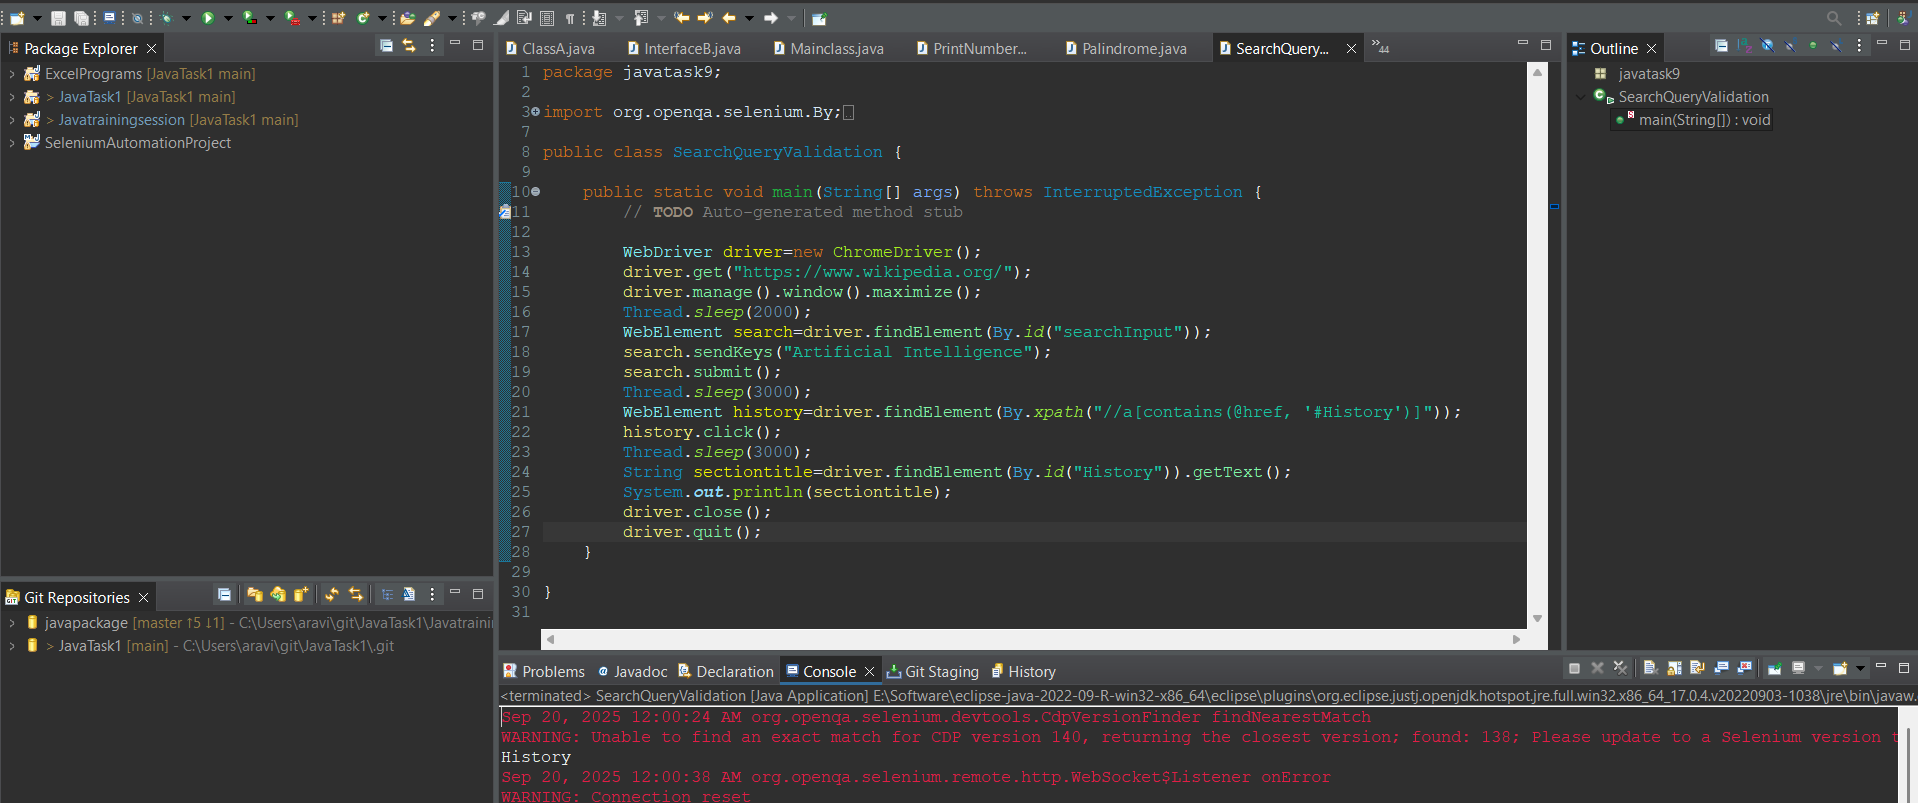 Package Explorer
ExcelPrograms [JavaTask1 main]
> JavaTask1 [JavaTask1 main]
> Javatrainingsession [JavaTask1 main]
SeleniumAutomationProject
Git Repositories
javapackage [master ↑5 ↓1] - C:\Users\aravi\git\JavaTask1\Javatraini
> JavaTask1 [main] - C:\Users\aravi\git\JavaTask1\.git
ClassA.java InterfaceB.java Mainclass.java PrintNumber... Palindrome.java SearchQuery... »44
1 package javatask9;
2
3 import org.openqa.selenium.By;
7
8 public class SearchQueryValidation {
9
10 public static void main(String[] args) throws InterruptedException {
11 // TODO Auto-generated method stub
12
13 WebDriver driver=new ChromeDriver();
14 driver.get("https://www.wikipedia.org/");
15 driver.manage().window().maximize();
16 Thread.sleep(2000);
17 WebElement search=driver.findElement(By.id("searchInput"));
18 search.sendKeys("Artificial Intelligence");
19 search.submit();
20 Thread.sleep(3000);
21 WebElement history=driver.findElement(By.xpath("//a[contains(@href, '#History')]"));
22 history.click();
23 Thread.sleep(3000);
24 String sectiontitle=driver.findElement(By.id("History")).getText();
25 System.out.println(sectiontitle);
26 driver.close();
27 driver.quit();
28 }
29
30 }
31
Outline
javatask9
SearchQueryValidation
main(String[]) : void
Problems Javadoc Declaration Console Git Staging History
<terminated> SearchQueryValidation [Java Application] E:\Software\eclipse-java-2022-09-R-win32-x86_64\eclipse\plugins\org.eclipse.justj.openjdk.hotspot.jre.full.win32.x86_64_17.0.4.v20220903-1038\jre\bin\javaw.
Sep 20, 2025 12:00:24 AM org.openqa.selenium.devtools.CdpVersionFinder findNearestMatch
WARNING: Unable to find an exact match for CDP version 140, returning the closest version; found: 138; Please update to a Selenium version t
History
Sep 20, 2025 12:00:38 AM org.openqa.selenium.remote.http.WebSocket$Listener onError
WARNING: Connection reset